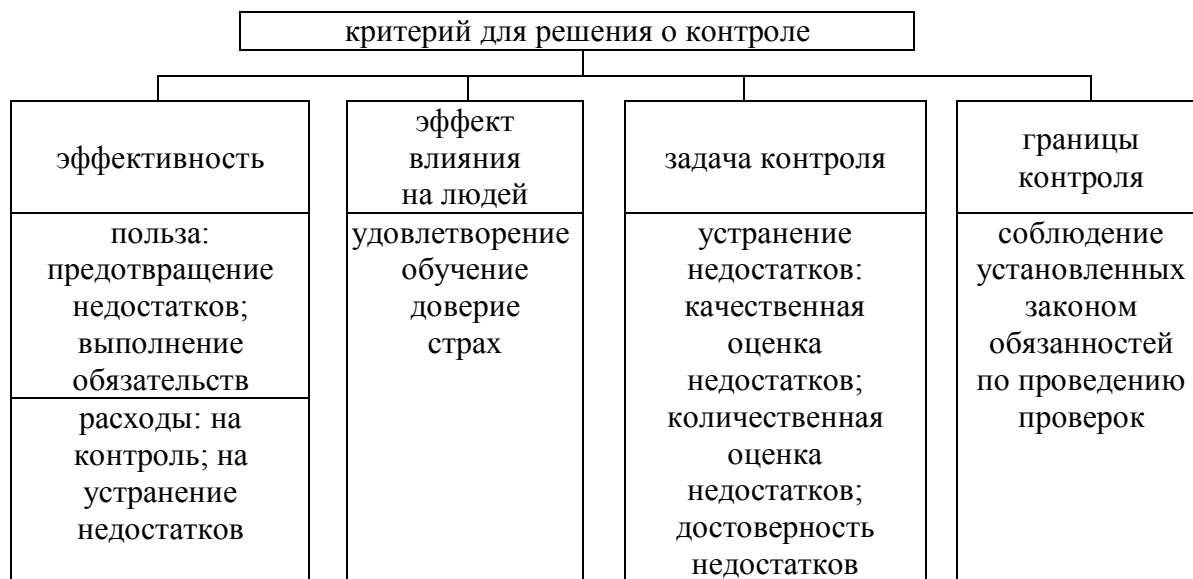 критерий для решения о контроле
эффективность
польза:
предотвращение
недостатков;
выполнение
обязательств
расходы: на
контроль; на
устранение
недостатков
эффект
влияния
на людей
удовлетворение
обучение
доверие
страх
задача контроля
устранение
недостатков:
качественная
оценка
недостатков;
количественная
оценка
недостатков;
достоверность
недостатков
границы
контроля
соблюдение
установленных
законом
обязанностей
по проведению
проверок